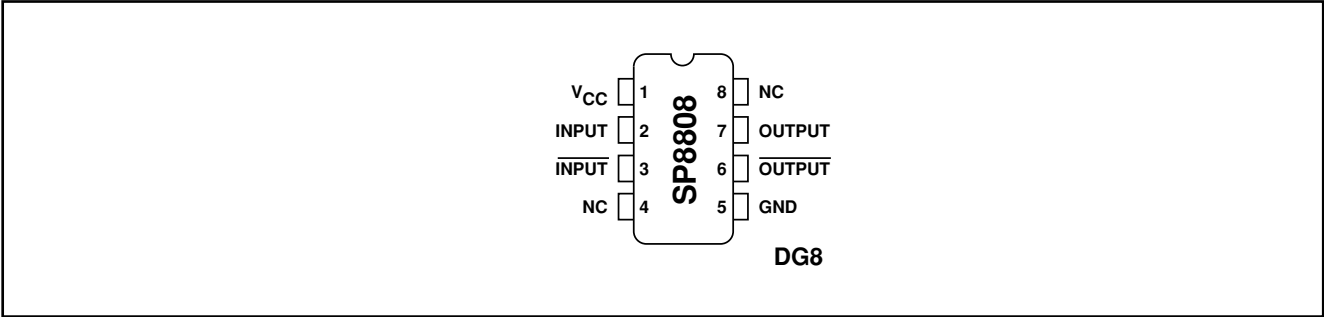 VCC 1 8 NC
INPUT 2 7 OUTPUT
INPUT 3 6 OUTPUT
NC 4 5 GND
SP8808
DG8